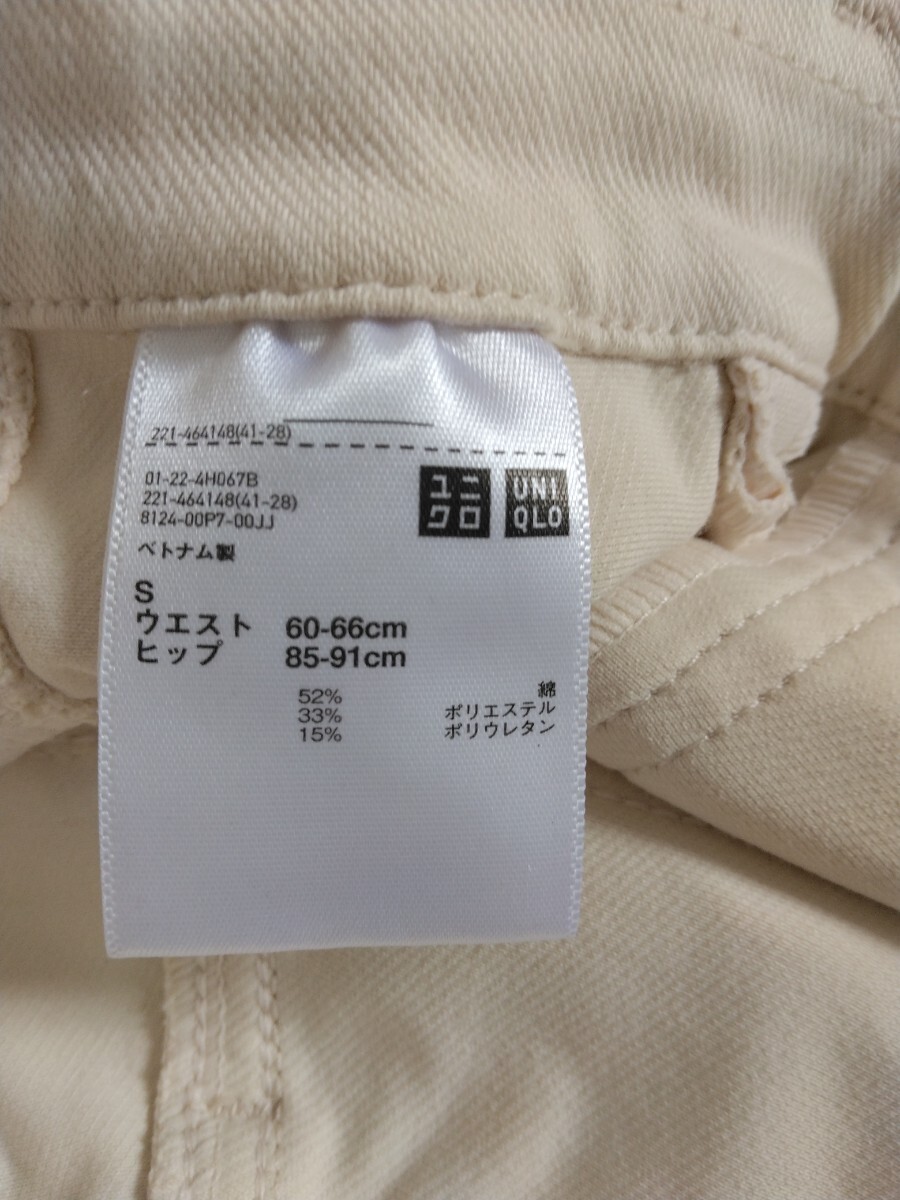 221-464148(41-28)
01-22-4H067B
221-464148(41-28)
8124-00P7-00JJ
ユニクロ
UNIQLO
ベトナム製
S
ウエスト 60-66cm
ヒップ 85-91cm
52% 綿
33% ポリエステル
15% ポリウレタン